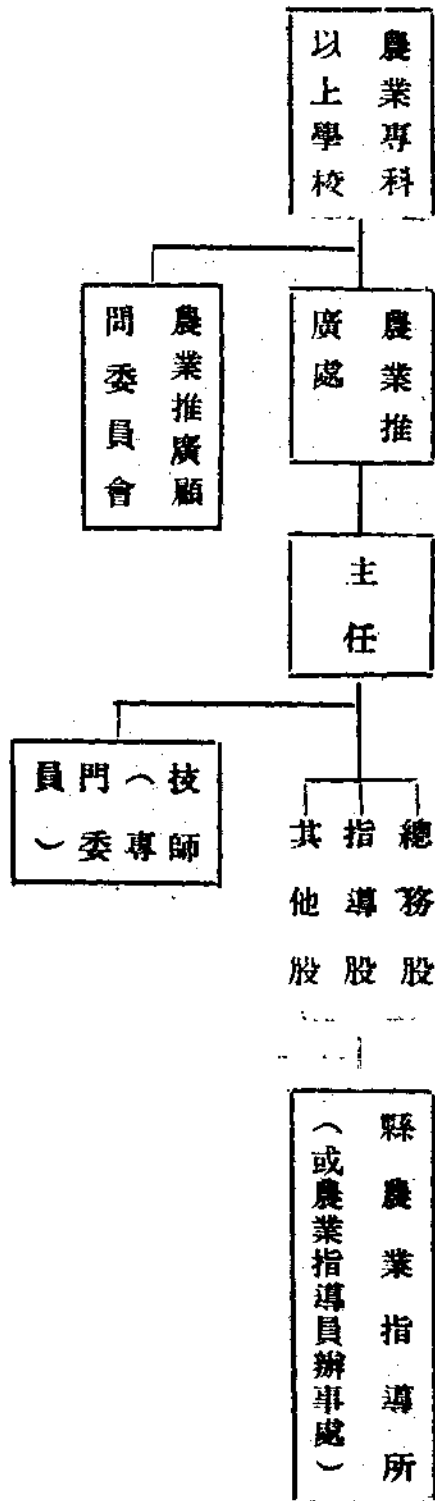 農業專科
以上學校
農業推
廣處
農業推廣顧
問委員會
主任
總務股
指導股
其他股
技師
（專
門委
員）
縣農業指導所
（或農業指導員辦事處）